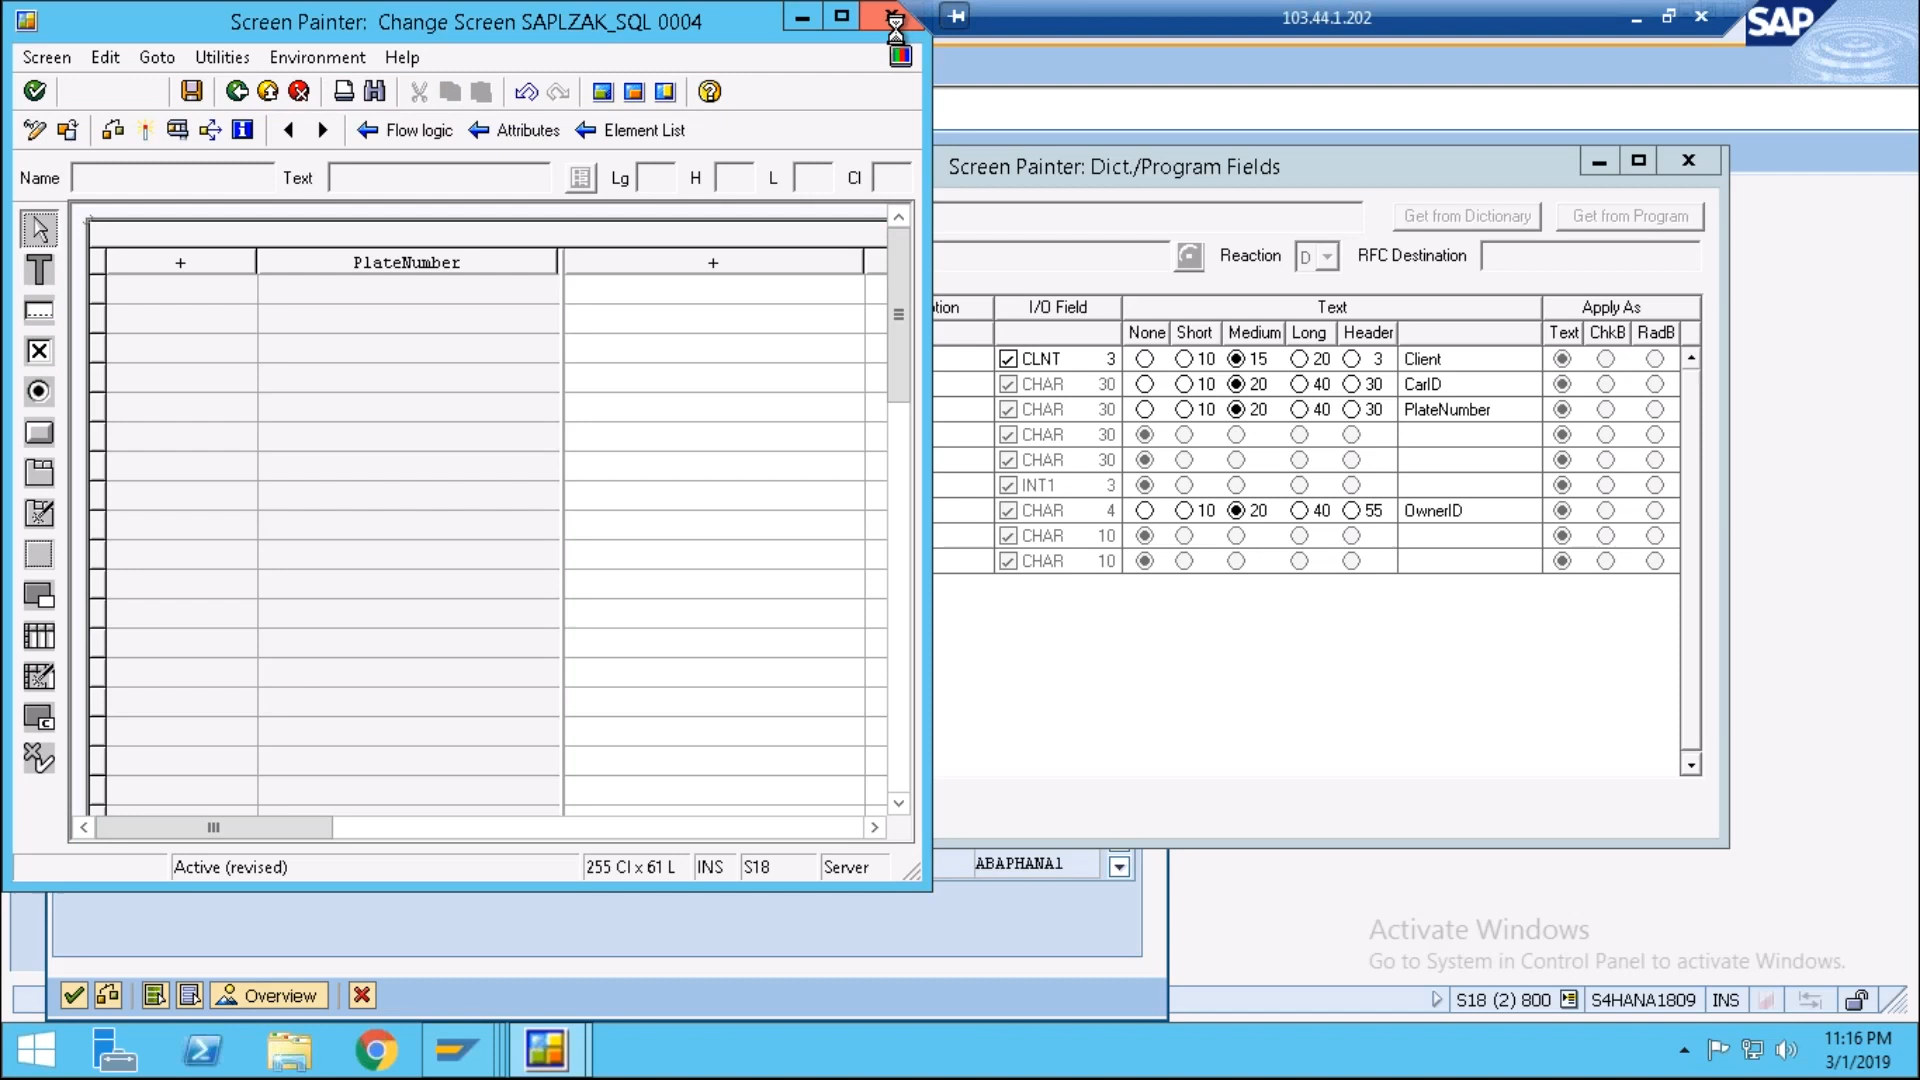 Screen Painter:  Change Screen SAPLZAK_SQL 0004
103.44.1.202
SAP
Screen Edit Goto Utilities Environment Help
Flow logic Attributes Element List
Name Text Lg H L Cl
+ PlateNumber +
Active (revised) 255 Cl x 61 L INS S18 Server
Screen Painter: Dict./Program Fields
Get from Dictionary Get from Program
Reaction D RFC Destination
tion I/O Field Text Apply As
None Short Medium Long Header Text ChkB RadB
CLNT 3 10 15 20 3 Client
CHAR 30 10 20 40 30 CarID
CHAR 30 10 20 40 30 PlateNumber
CHAR 30
CHAR 30
INT1 3
CHAR 4 10 20 40 55 OwnerID
CHAR 10
CHAR 10
ABAPHANA1
Activate Windows
Go to System in Control Panel to activate Windows.
Overview
S18 (2) 800 S4HANA1809 INS
11:16 PM
3/1/2019